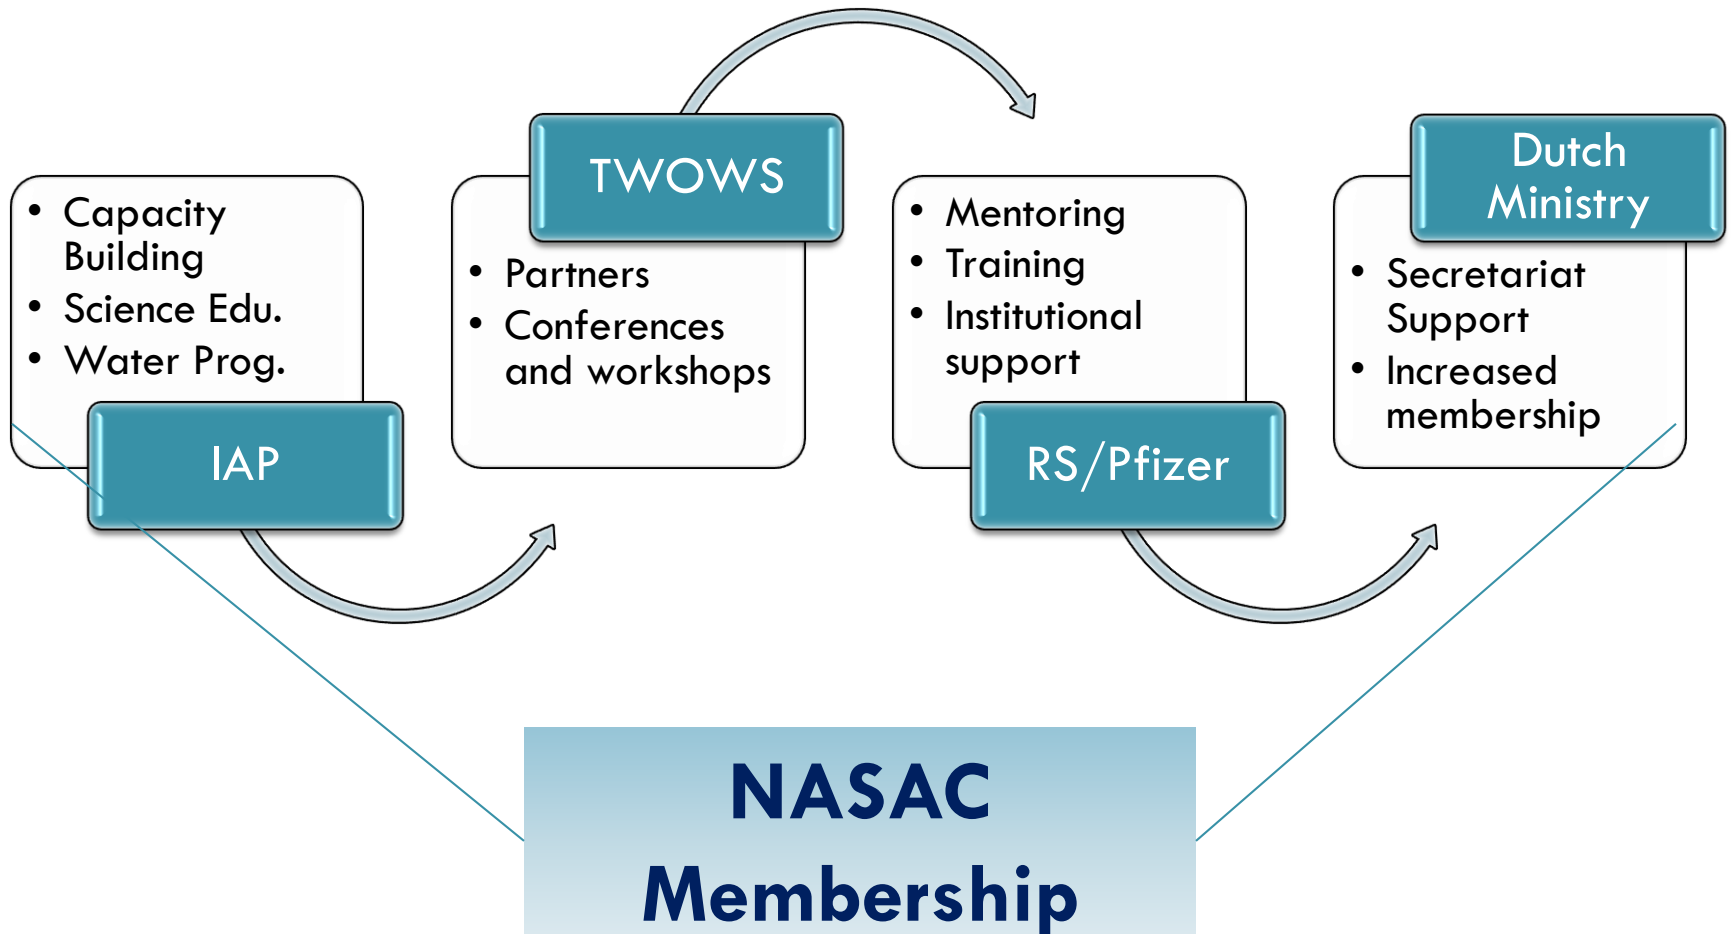 • Capacity
Building
• Science Edu.
• Water Prog.
IAP
TWOWS
• Partners
• Conferences
and workshops
• Mentoring
• Training
• Institutional
support
RS/Pfizer
Dutch
Ministry
• Secretariat
Support
• Increased
membership
NASAC
Membership